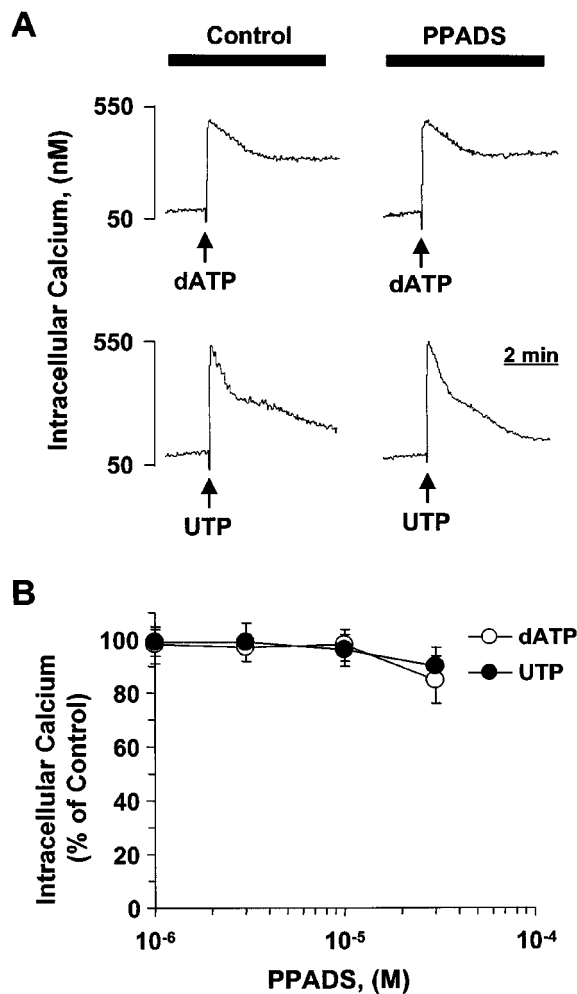 A
Control
PPADS
Intracellular Calcium, (nM)
550
50
dATP
dATP
550
50
2 min
UTP
UTP
B
Intracellular Calcium
(% of Control)
100
80
60
40
20
0
dATP
UTP
10-6
10-5
10-4
PPADS, (M)